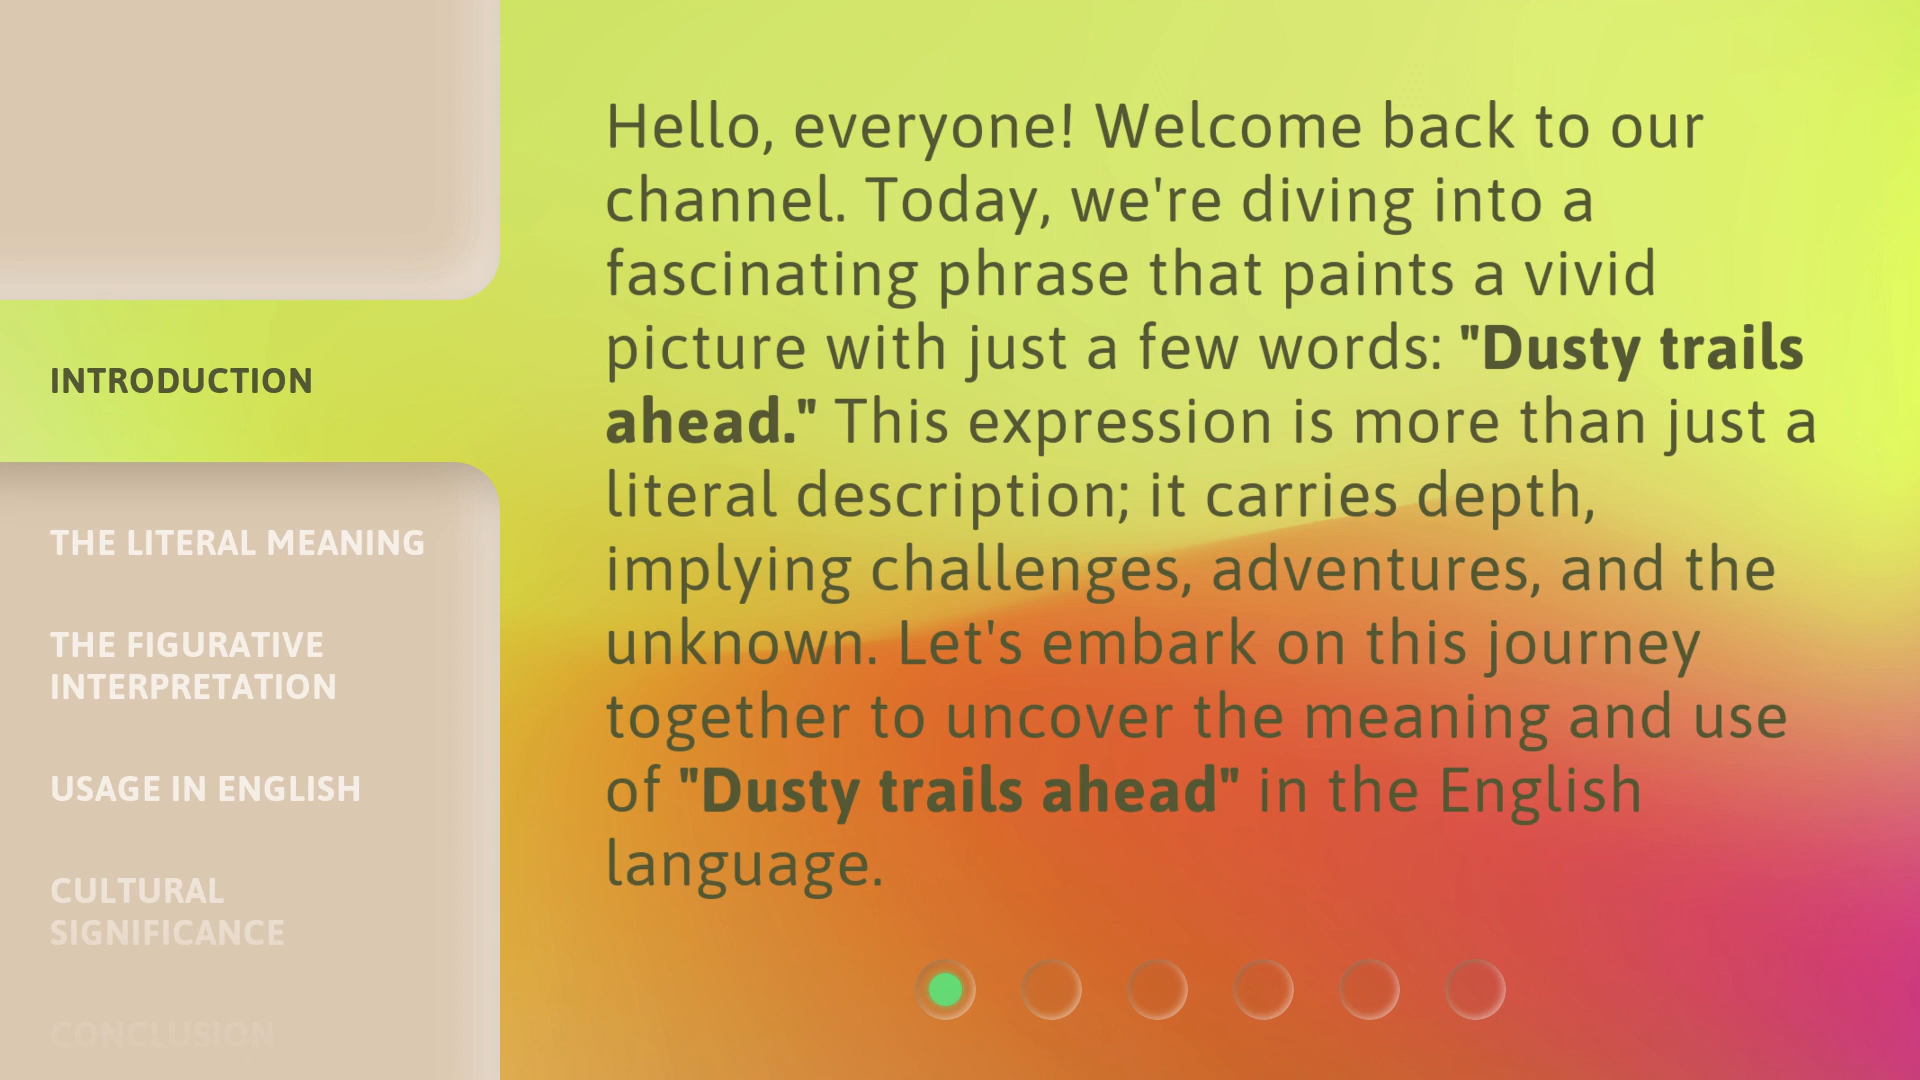 INTRODUCTION
THE LITERAL MEANING
THE FIGURATIVE
INTERPRETATION
USAGE IN ENGLISH
CULTURAL
SIGNIFICANCE
CONCLUSION
Hello, everyone! Welcome back to our
channel. Today, we're diving into a
fascinating phrase that paints a vivid
picture with just a few words: "Dusty trails
ahead." This expression is more than just a
literal description; it carries depth,
implying challenges, adventures, and the
unknown. Let's embark on this journey
together to uncover the meaning and use
of "Dusty trails ahead" in the English
language.